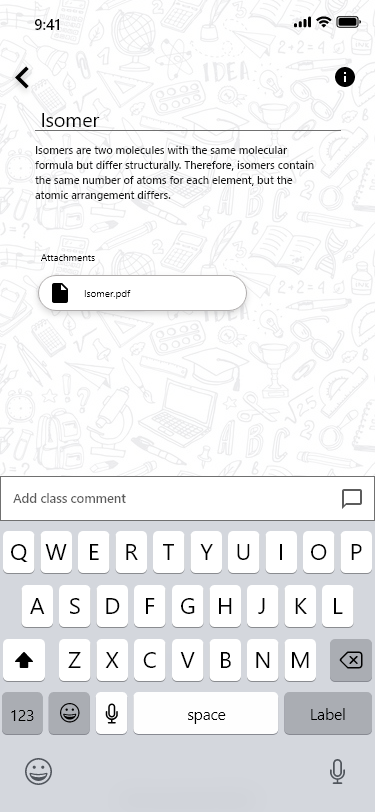 9:41
Isomer
Isomers are two molecules with the same molecular
formula but differ structurally. Therefore, isomers contain
the same number of atoms for each element, but the
atomic arrangement differs.
Attachments
Isomer.pdf
Add class comment
Q W E R T Y U I O P
A S D F G H J K L
Z X C V B N M
123 space Label